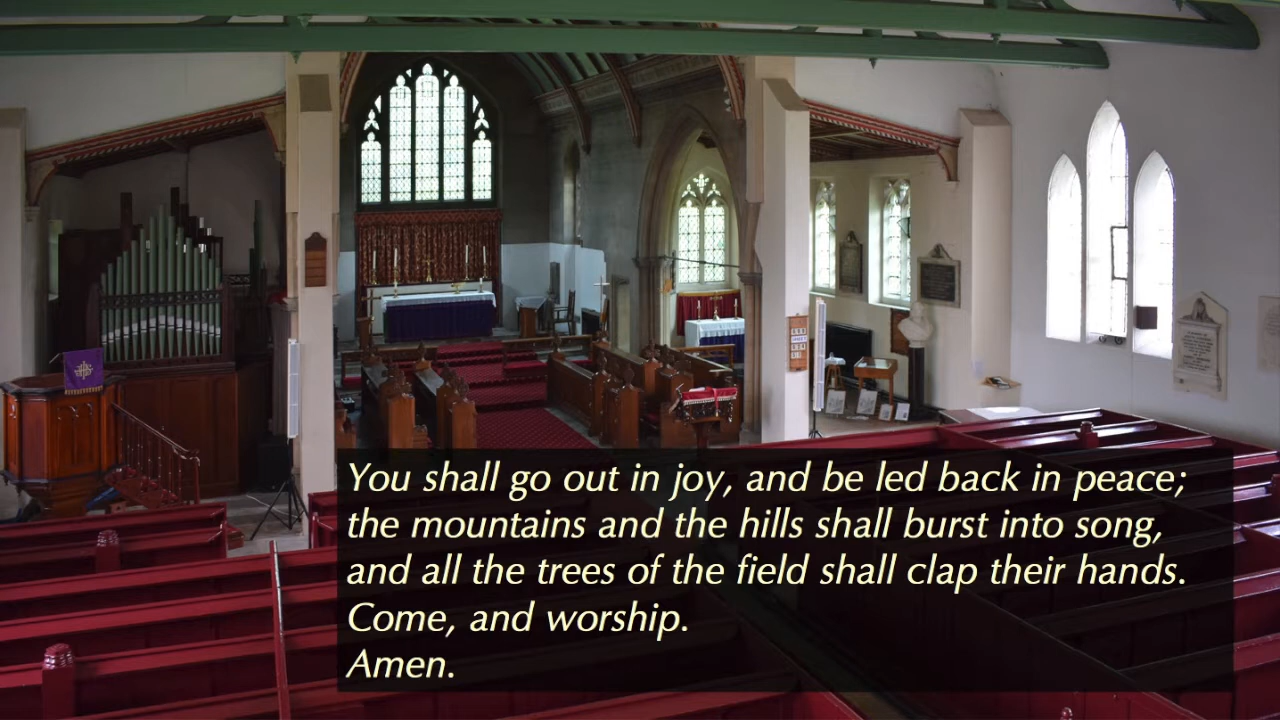 You shall go out in joy, and be led back in peace;
the mountains and the hills shall burst into song,
and all the trees of the field shall clap their hands.
Come, and worship.
Amen.